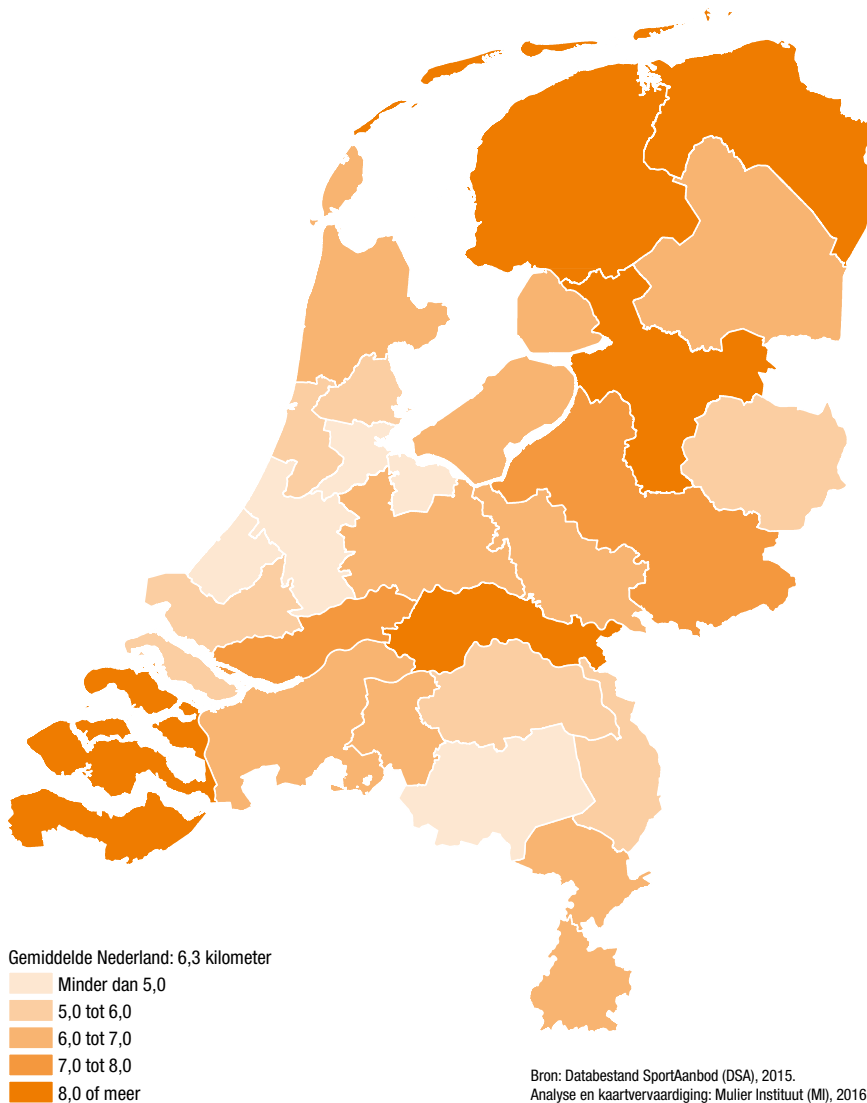 Gemiddelde Nederland: 6,3 kilometer
Minder dan 5,0
5,0 tot 6,0
6,0 tot 7,0
7,0 tot 8,0
8,0 of meer
Bron: Databestand SportAanbod (DSA), 2015.
Analyse en kaartvervaardiging: Mulier Instituut (MI), 2016